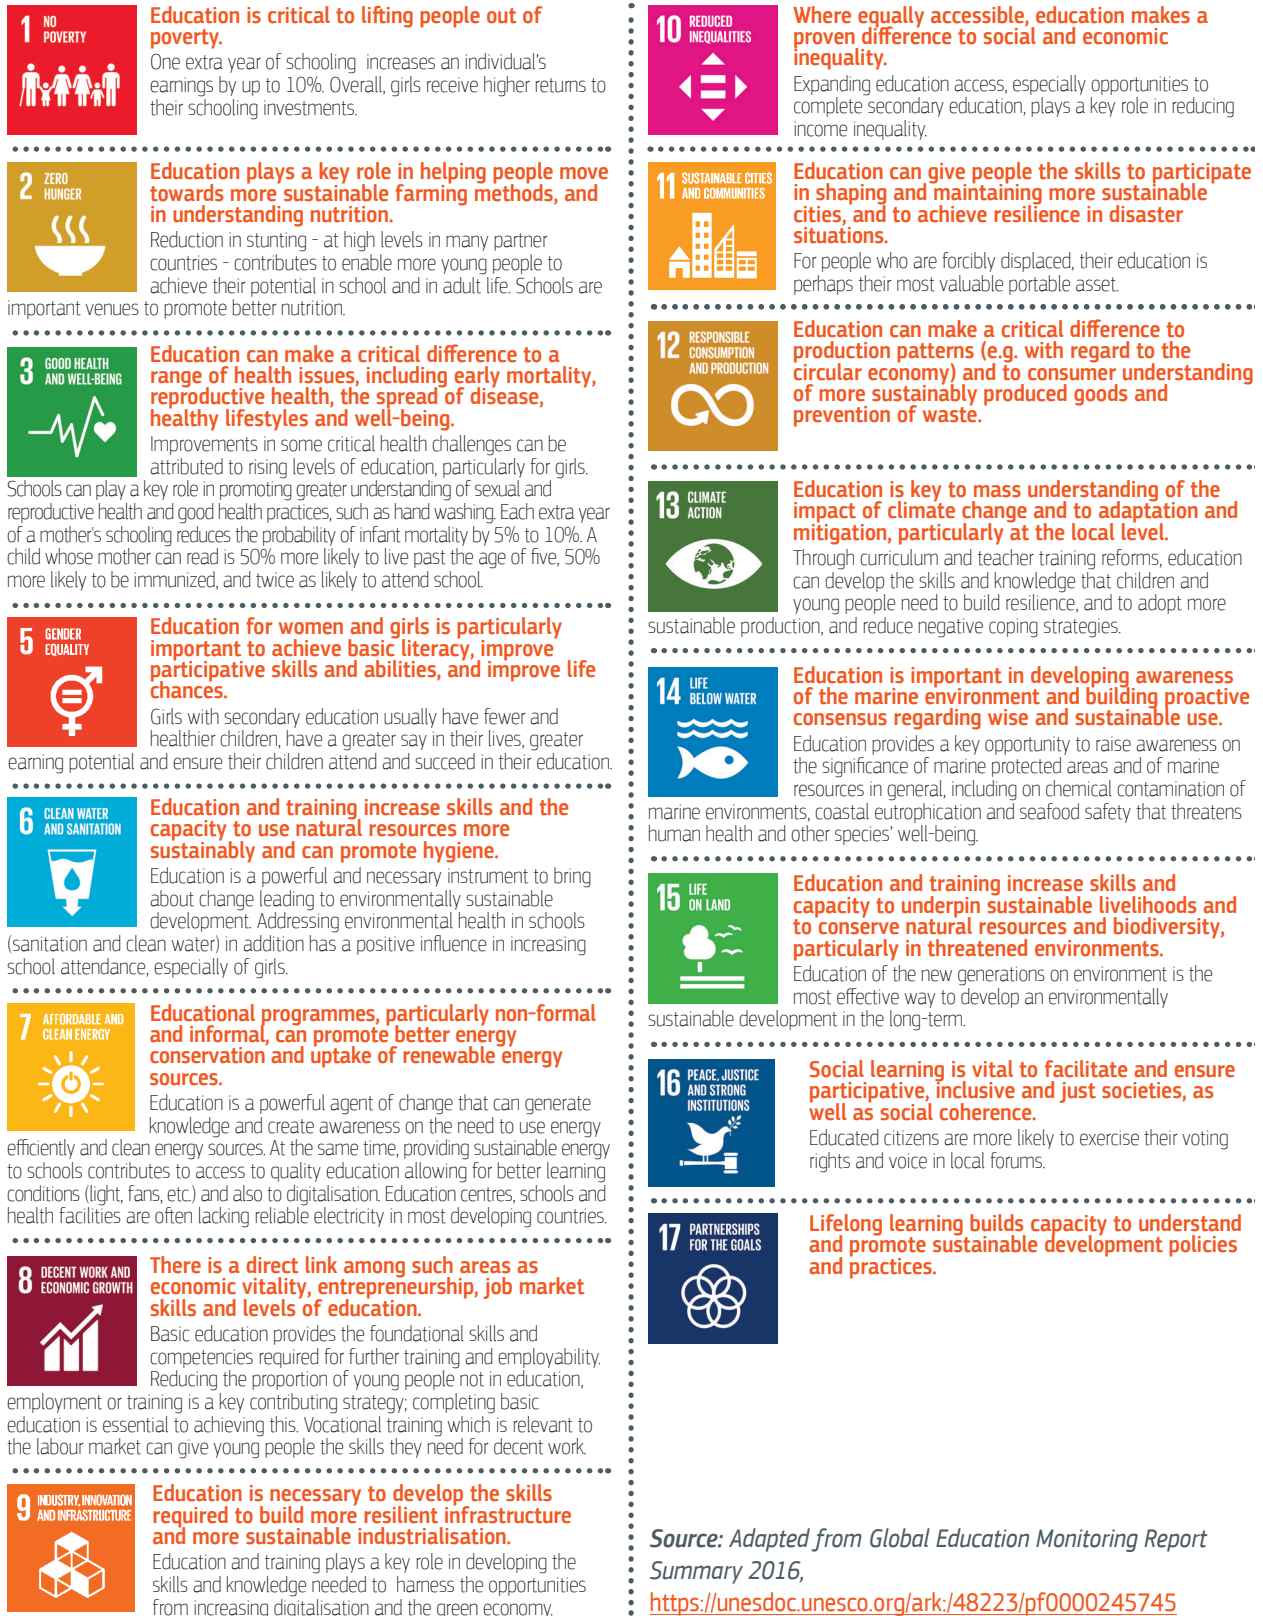 1 NO
POVERTY
Education is critical to lifting people out of
poverty.
One extra year of schooling increases an individual's
earnings by up to 10%. Overall, girls receive higher returns to
their schooling investments.
2 ZERO
HUNGER
Education plays a key role in helping people move
towards more sustainable farming methods, and
in understanding nutrition.
Reduction in stunting - at high levels in many partner
countries - contributes to enable more young people to
achieve their potential in school and in adult life. Schools are
important venues to promote better nutrition.
3 GOOD HEALTH
AND WELL-BEING
Education can make a critical difference to a
range of health issues, including early mortality,
reproductive health, the spread of disease,
healthy lifestyles and well-being.
Improvements in some critical health challenges can be
attributed to rising levels of education, particularly for girls.
Schools can play a key role in promoting greater understanding of sexual and
reproductive health and good health practices, such as hand washing. Each extra year
of a mother's schooling reduces the probability of infant mortality by 5% to 10%. A
child whose mother can read is 50% more likely to live past the age of five, 50%
more likely to be immunized, and twice as likely to attend school.
5 GENDER
EQUALITY
Education for women and girls is particularly
important to achieve basic literacy, improve
participative skills and abilities, and improve life
chances.
Girls with secondary education usually have fewer and
healthier children, have a greater say in their lives, greater
earning potential and ensure their children attend and succeed in their education.
6 CLEAN WATER
AND SANITATION
Education and training increase skills and the
capacity to use natural resources more
sustainably and can promote hygiene.
Education is a powerful and necessary instrument to bring
about change leading to environmentally sustainable
development. Addressing environmental health in schools
(sanitation and clean water) in addition has a positive influence in increasing
school attendance, especially of girls.
7 AFFORDABLE AND
CLEAN ENERGY
Educational programmes, particularly non-formal
and informal, can promote better energy
conservation and uptake of renewable energy
sources.
Education is a powerful agent of change that can generate
knowledge and create awareness on the need to use energy
efficiently and clean energy sources. At the same time, providing sustainable energy
to schools contributes to access to quality education allowing for better learning
conditions (light, fans, etc.) and also to digitalisation. Education centres, schools and
health facilities are often lacking reliable electricity in most developing countries.
8 DECENT WORK AND
ECONOMIC GROWTH
There is a direct link among such areas as
economic vitality, entrepreneurship, job market
skills and levels of education.
Basic education provides the foundational skills and
competencies required for further training and employability.
Reducing the proportion of young people not in education,
employment or training is a key contributing strategy; completing basic
education is essential to achieving this. Vocational training which is relevant to
the labour market can give young people the skills they need for decent work.
9 INDUSTRY, INNOVATION
AND INFRASTRUCTURE
Education is necessary to develop the skills
required to build more resilient infrastructure
and more sustainable industrialisation.
Education and training plays a key role in developing the
skills and knowledge needed to harness the opportunities
from increasing digitalisation and the green economy.
10 REDUCED
INEQUALITIES
Where equally accessible, education makes a
proven difference to social and economic
inequality.
Expanding education access, especially opportunities to
complete secondary education, plays a key role in reducing
income inequality.
11 SUSTAINABLE CITIES
AND COMMUNITIES
Education can give people the skills to participate
in shaping and maintaining more sustainable
cities, and to achieve resilience in disaster
situations.
For people who are forcibly displaced, their education is
perhaps their most valuable portable asset.
12 RESPONSIBLE
CONSUMPTION
AND PRODUCTION
Education can make a critical difference to
production patterns (e.g. with regard to the
circular economy) and to consumer understanding
of more sustainably produced goods and
prevention of waste.
13 CLIMATE
ACTION
Education is key to mass understanding of the
impact of climate change and to adaptation and
mitigation, particularly at the local level.
Through curriculum and teacher training reforms, education
can develop the skills and knowledge that children and
young people need to build resilience, and to adopt more
sustainable production, and reduce negative coping strategies.
14 LIFE
BELOW WATER
Education is important in developing awareness
of the marine environment and building proactive
consensus regarding wise and sustainable use.
Education provides a key opportunity to raise awareness on
the significance of marine protected areas and of marine
resources in general, including on chemical contamination of
marine environments, coastal eutrophication and seafood safety that threatens
human health and other species' well-being.
15 LIFE
ON LAND
Education and training increase skills and
capacity to underpin sustainable livelihoods and
to conserve natural resources and biodiversity,
particularly in threatened environments.
Education of the new generations on environment is the
most effective way to develop an environmentally
sustainable development in the long-term.
16 PEACE, JUSTICE
AND STRONG
INSTITUTIONS
Social learning is vital to facilitate and ensure
participative, inclusive and just societies, as
well as social coherence.
Educated citizens are more likely to exercise their voting
rights and voice in local forums.
17 PARTNERSHIPS
FOR THE GOALS
Lifelong learning builds capacity to understand
and promote sustainable development policies
and practices.
Source: Adapted from Global Education Monitoring Report
Summary 2016,
https://unesdoc.unesco.org/ark:/48223/pf0000245745